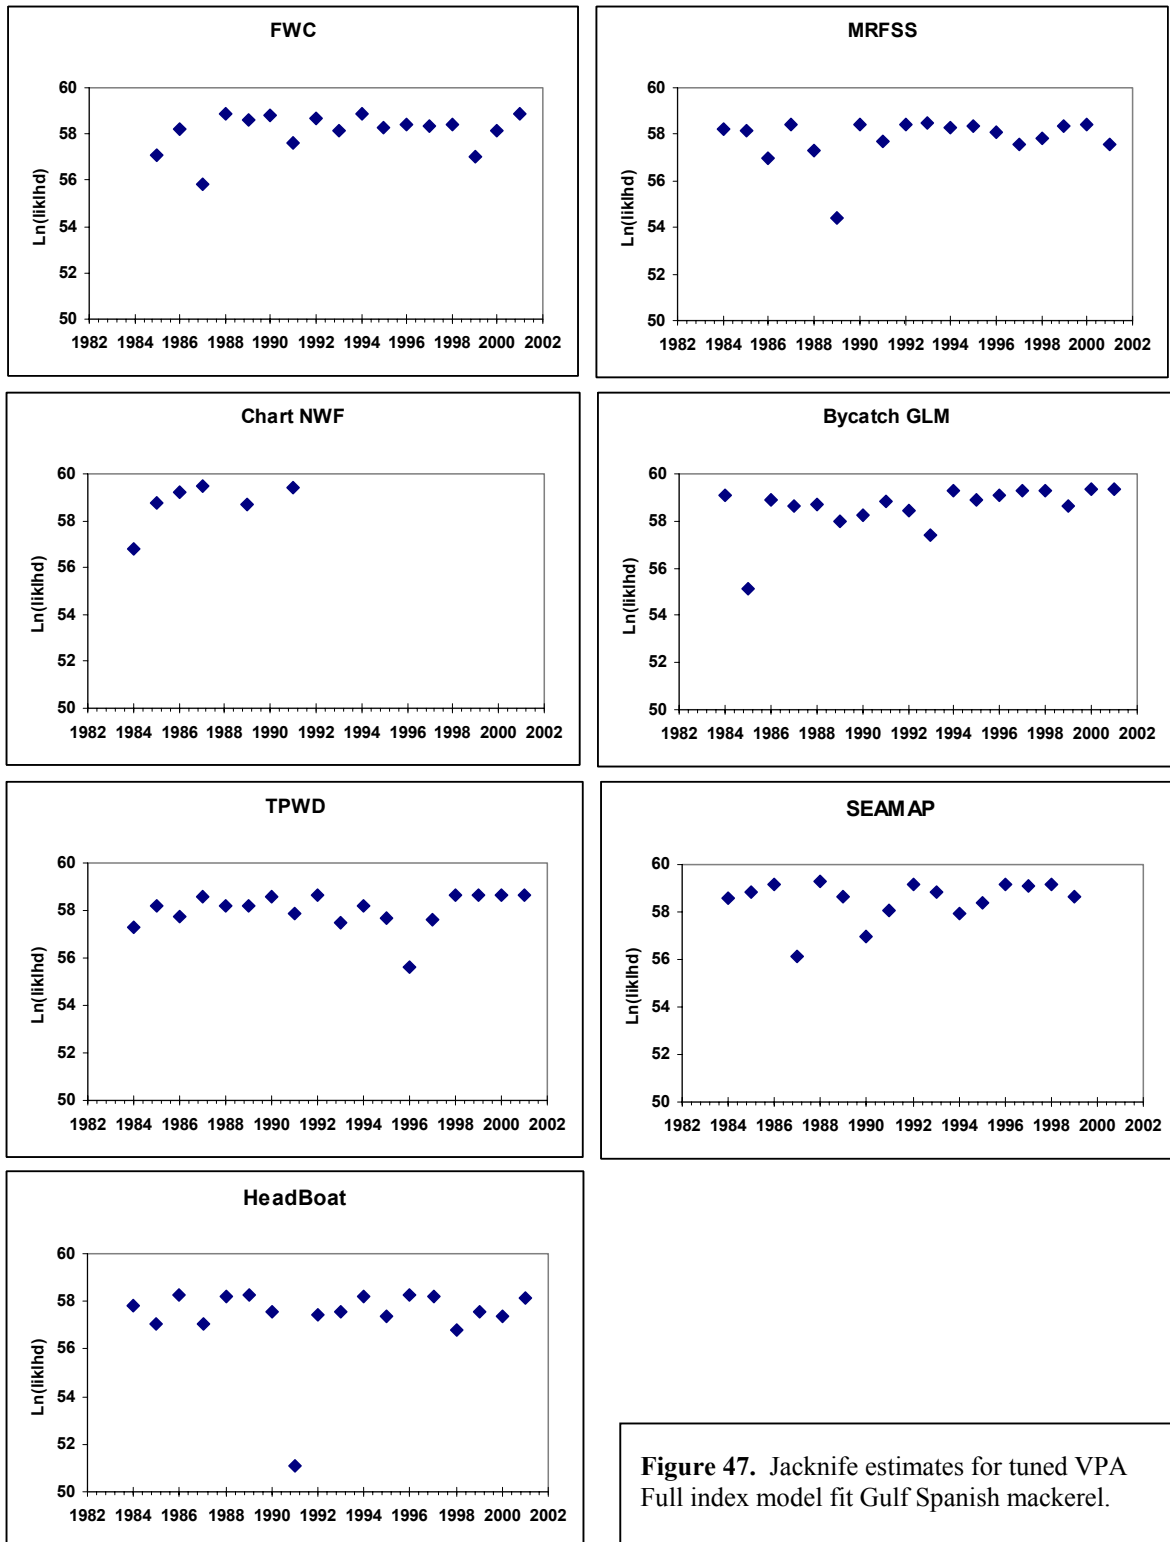 FWC
Ln(liklhd)
60
58
56
54
52
50
1982 1984 1986 1988 1990 1992 1994 1996 1998 2000 2002
MRFSS
Ln(liklhd)
60
58
56
54
52
50
1982 1984 1986 1988 1990 1992 1994 1996 1998 2000 2002
Chart NWF
Ln(liklhd)
60
58
56
54
52
50
1982 1984 1986 1988 1990 1992 1994 1996 1998 2000 2002
Bycatch GLM
Ln(liklhd)
60
58
56
54
52
50
1982 1984 1986 1988 1990 1992 1994 1996 1998 2000 2002
TPWD
Ln(liklhd)
60
58
56
54
52
50
1982 1984 1986 1988 1990 1992 1994 1996 1998 2000 2002
SEAMAP
Ln(liklhd)
60
58
56
54
52
50
1982 1984 1986 1988 1990 1992 1994 1996 1998 2000 2002
HeadBoat
Ln(liklhd)
60
58
56
54
52
50
1982 1984 1986 1988 1990 1992 1994 1996 1998 2000 2002
Figure 47. Jacknife estimates for tuned VPA
Full index model fit Gulf Spanish mackerel.